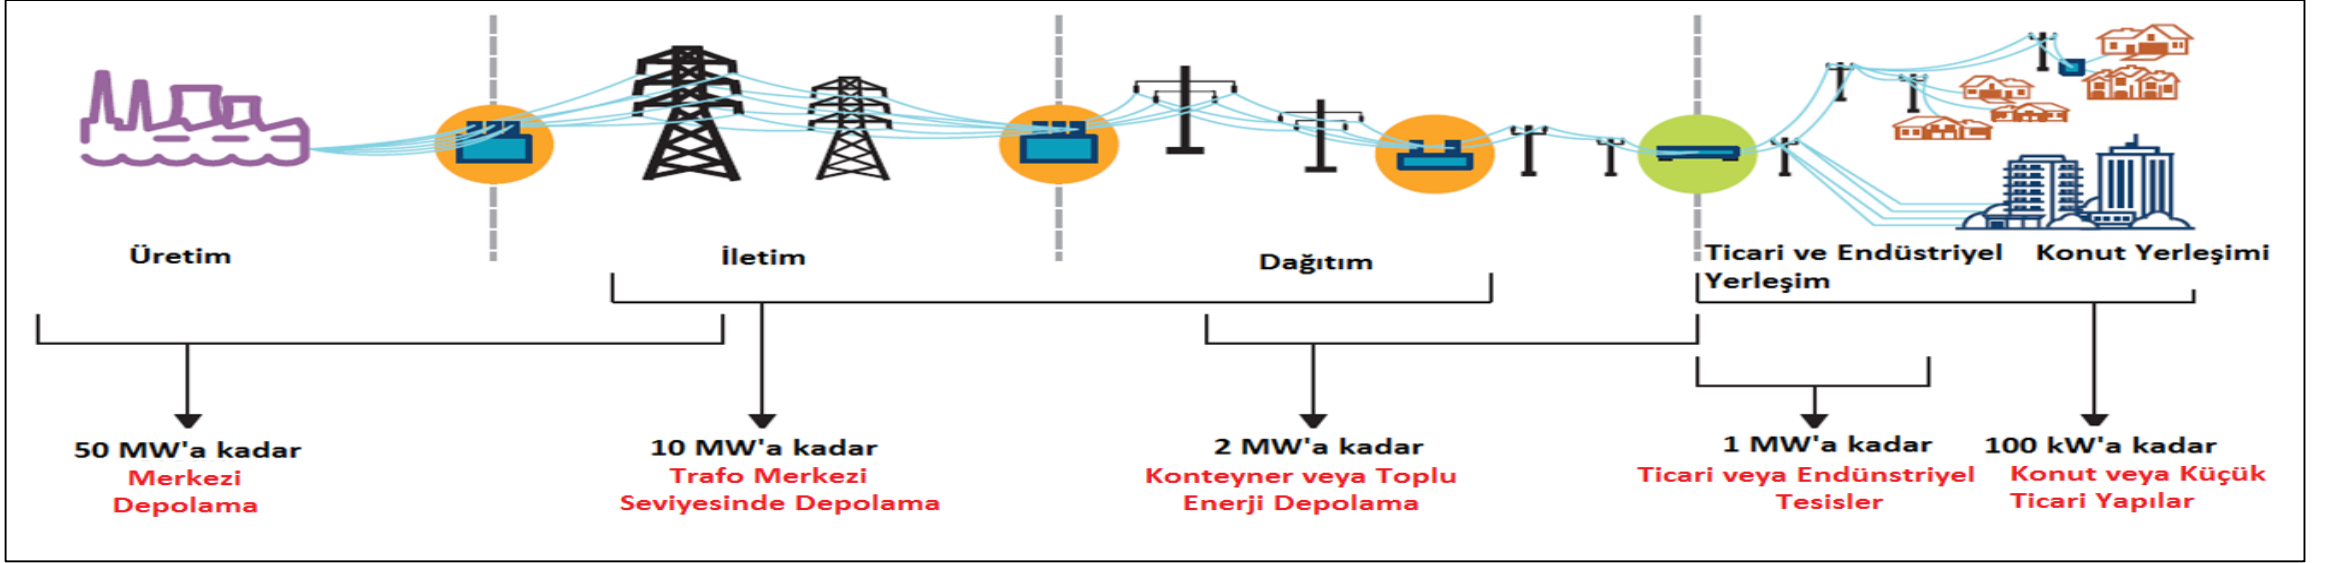 Üretim
İletim
Dağıtım
Ticari ve Endüstriyel
Yerleşim
Konut Yerleşimi
50 MW'a kadar
Merkezi
Depolama
10 MW'a kadar
Trafo Merkezi
Seviyesinde Depolama
2 MW'a kadar
Konteyner veya Toplu
Enerji Depolama
1 MW'a kadar
Ticari veya Endünstriyel
Tesisler
100 kW'a kadar
Konut veya Küçük
Ticari Yapılar